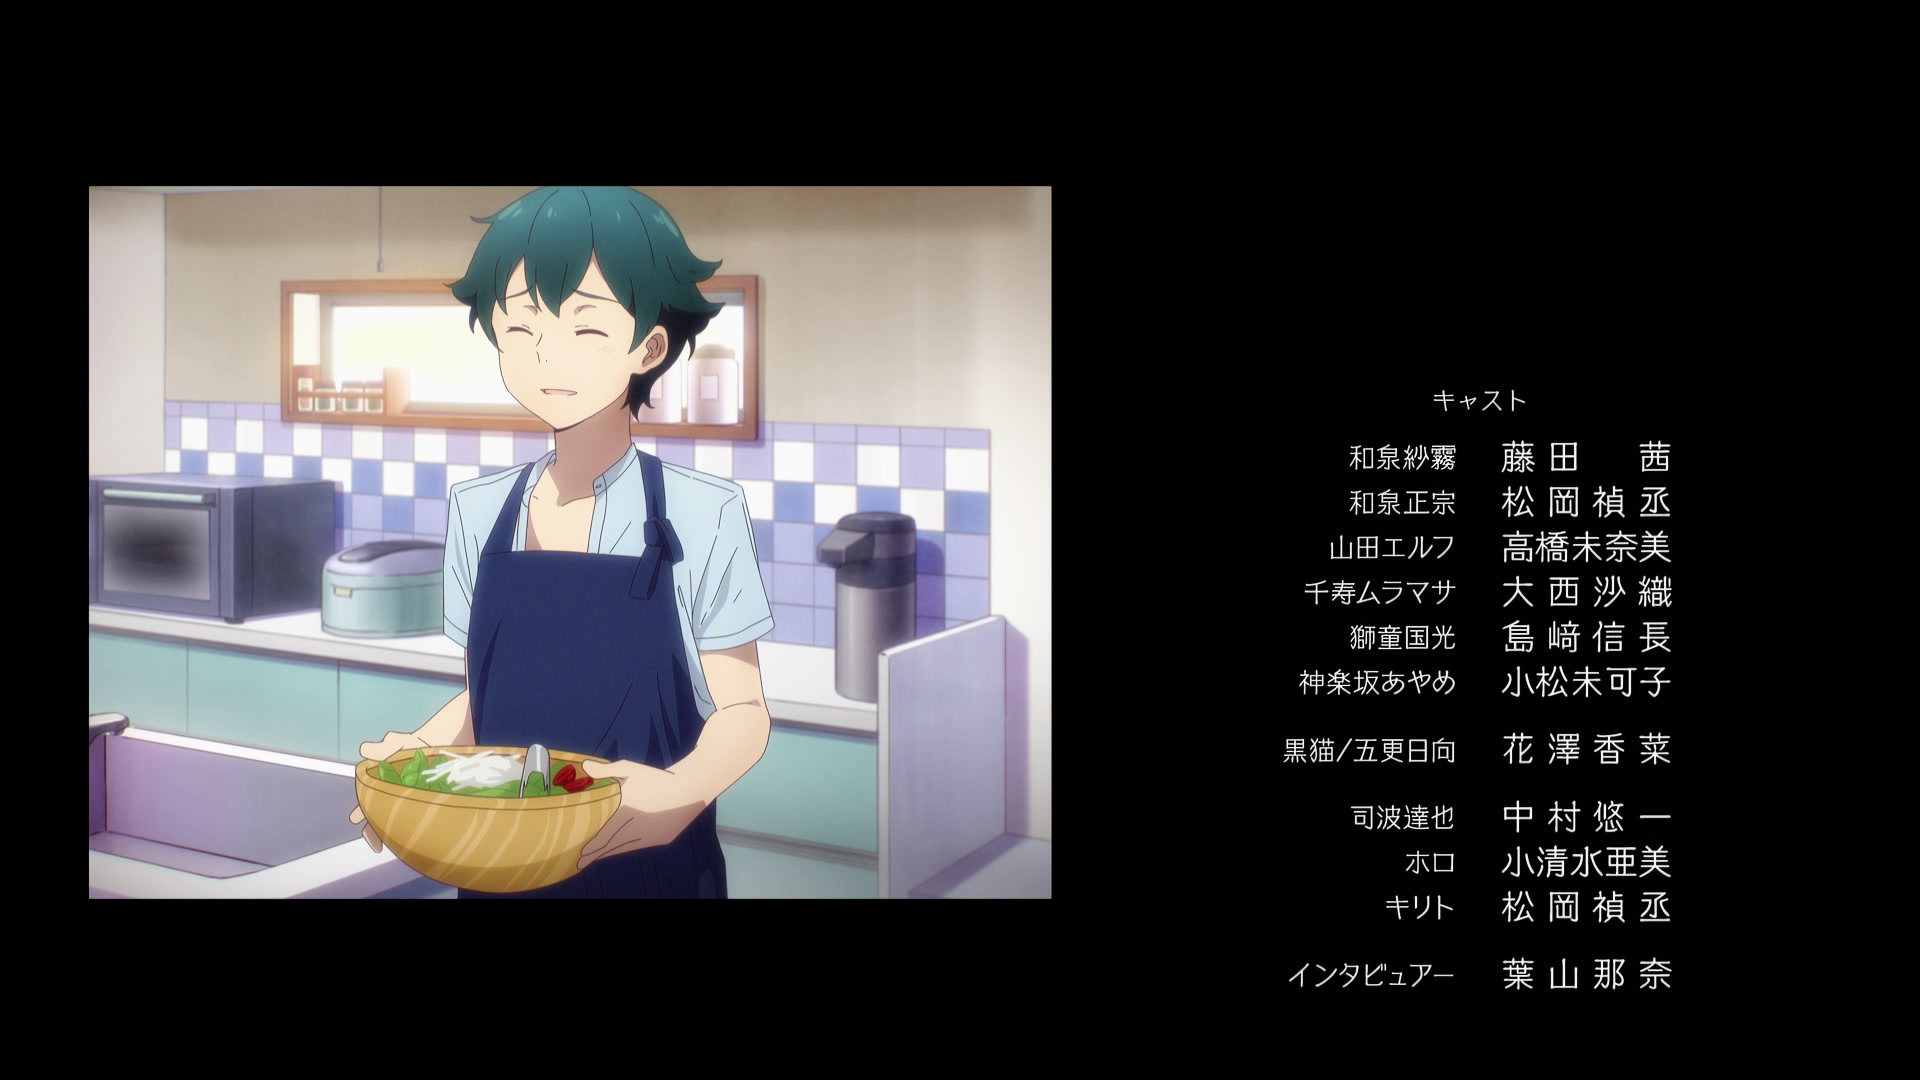 キャスト
和泉紗霧 藤田 茜
和泉正宗 松岡禎丞
山田エルフ 高橋未奈美
千寿ムラマサ 大西沙織
獅童国光 島﨑信長
神楽坂あやめ 小松未可子
黒猫/五更日向 花澤香菜
司波達也 中村悠一
ホロ 小清水亜美
キリト 松岡禎丞
インタビュアー 葉山那奈